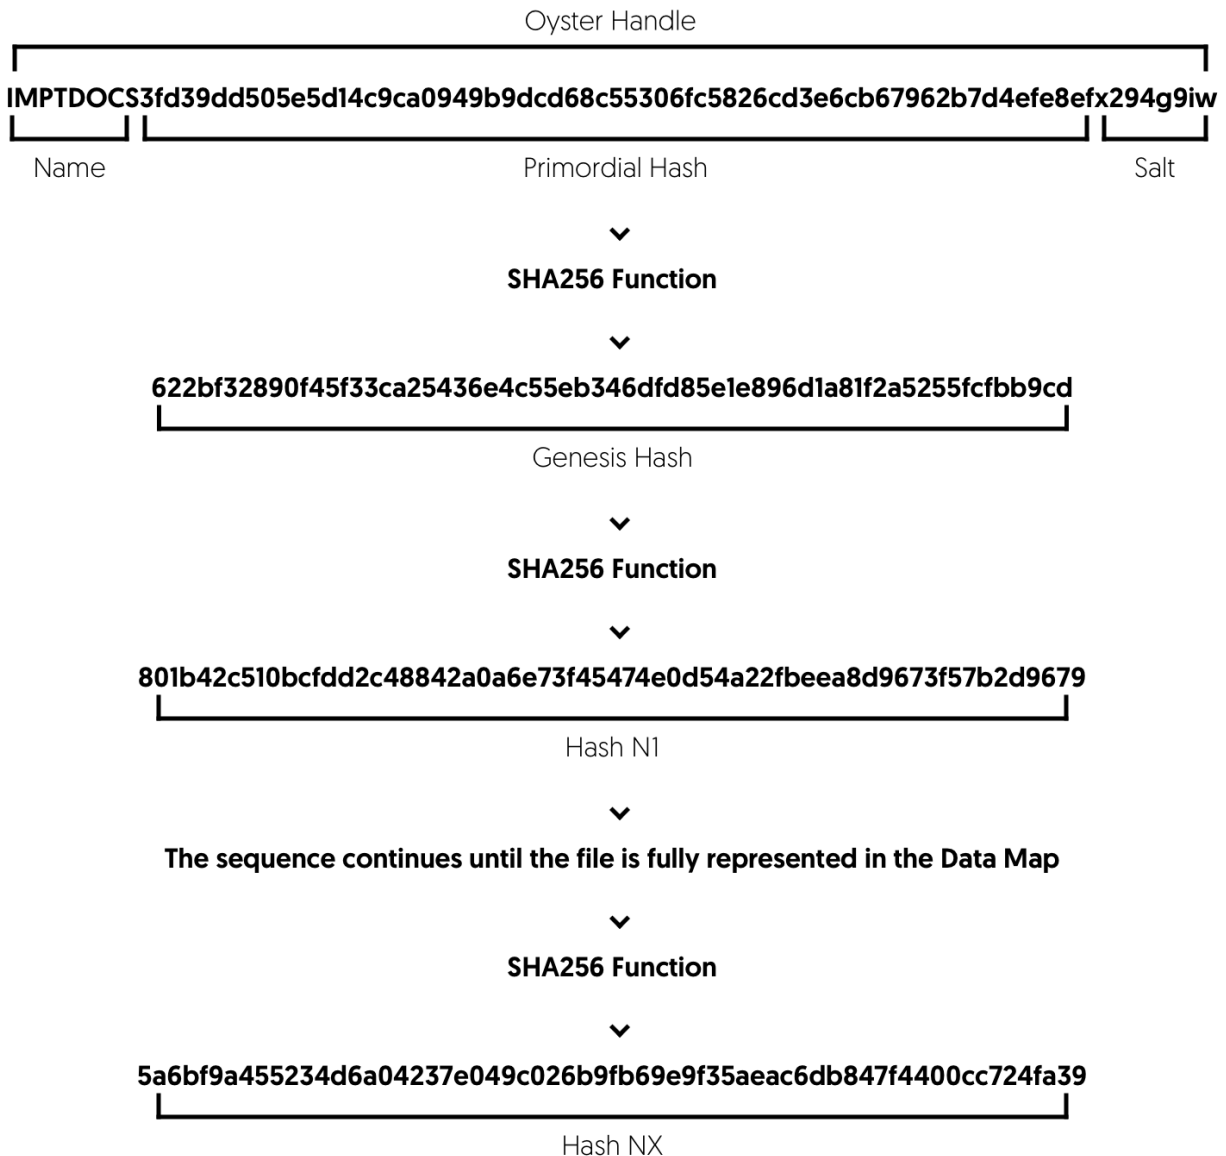 Oyster Handle
IMPTDOCS3fd39dd505e5d14c9ca0949b9dcd68c55306fc5826cd3e6cb67962b7d4efe8efx294g9iw
Name Primordial Hash Salt
SHA256 Function
622bf32890f45f33ca25436e4c55eb346dfd85e1e896d1a81f2a5255fcfbb9cd
Genesis Hash
SHA256 Function
801b42c510bcfdd2c48842a0a6e73f45474e0d54a22fbeea8d9673f57b2d9679
Hash N1
The sequence continues until the file is fully represented in the Data Map
SHA256 Function
5a6bf9a455234d6a04237e049c026b9fb69e9f35aeac6db847f4400cc724fa39
Hash NX